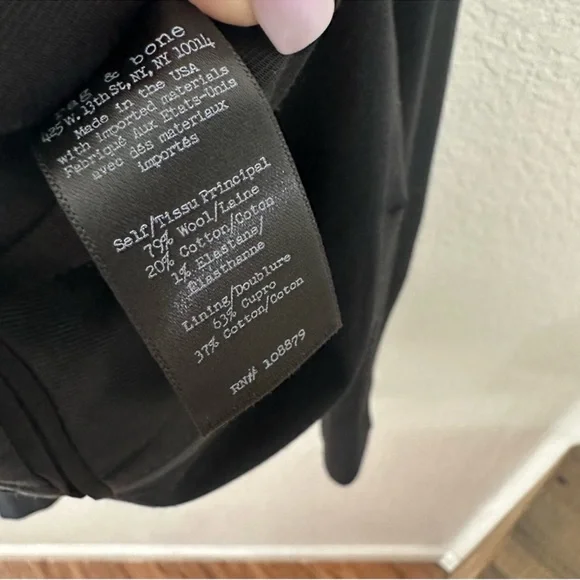 rag & bone
425 W. 13th St, NY, NY 10014
Made in the USA
with imported materials
Fabriqué Aux Etats-Unis
avec dés materiaux
importés
Self/Tissu Principal
79% Wool/Laine
20% Cotton/Coton
1% Elastane/
Elasthanne
Lining/Doublure
63% Cupro
37% Cotton/Coton
RN# 108879